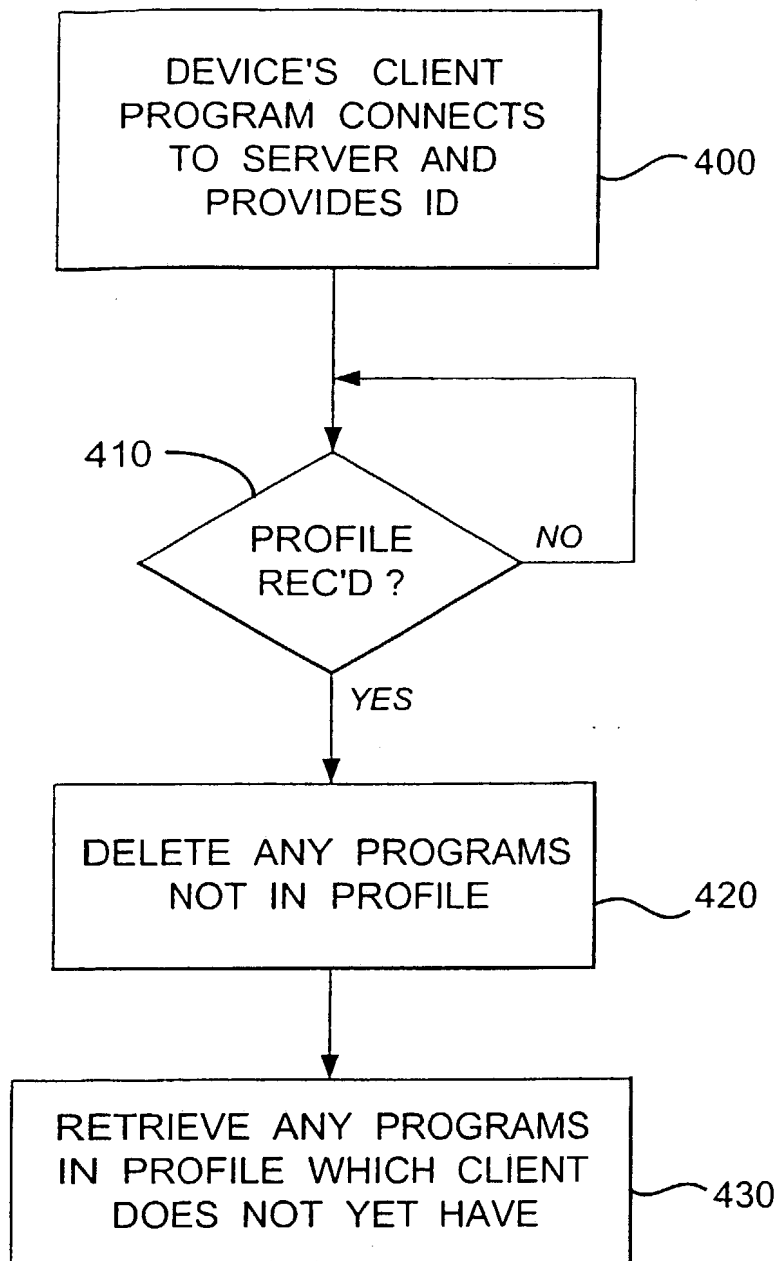 DEVICE'S CLIENT
PROGRAM CONNECTS
TO SERVER AND
PROVIDES ID
400
410
PROFILE
REC'D ?
NO
YES
DELETE ANY PROGRAMS
NOT IN PROFILE
420
RETRIEVE ANY PROGRAMS
IN PROFILE WHICH CLIENT
DOES NOT YET HAVE
430